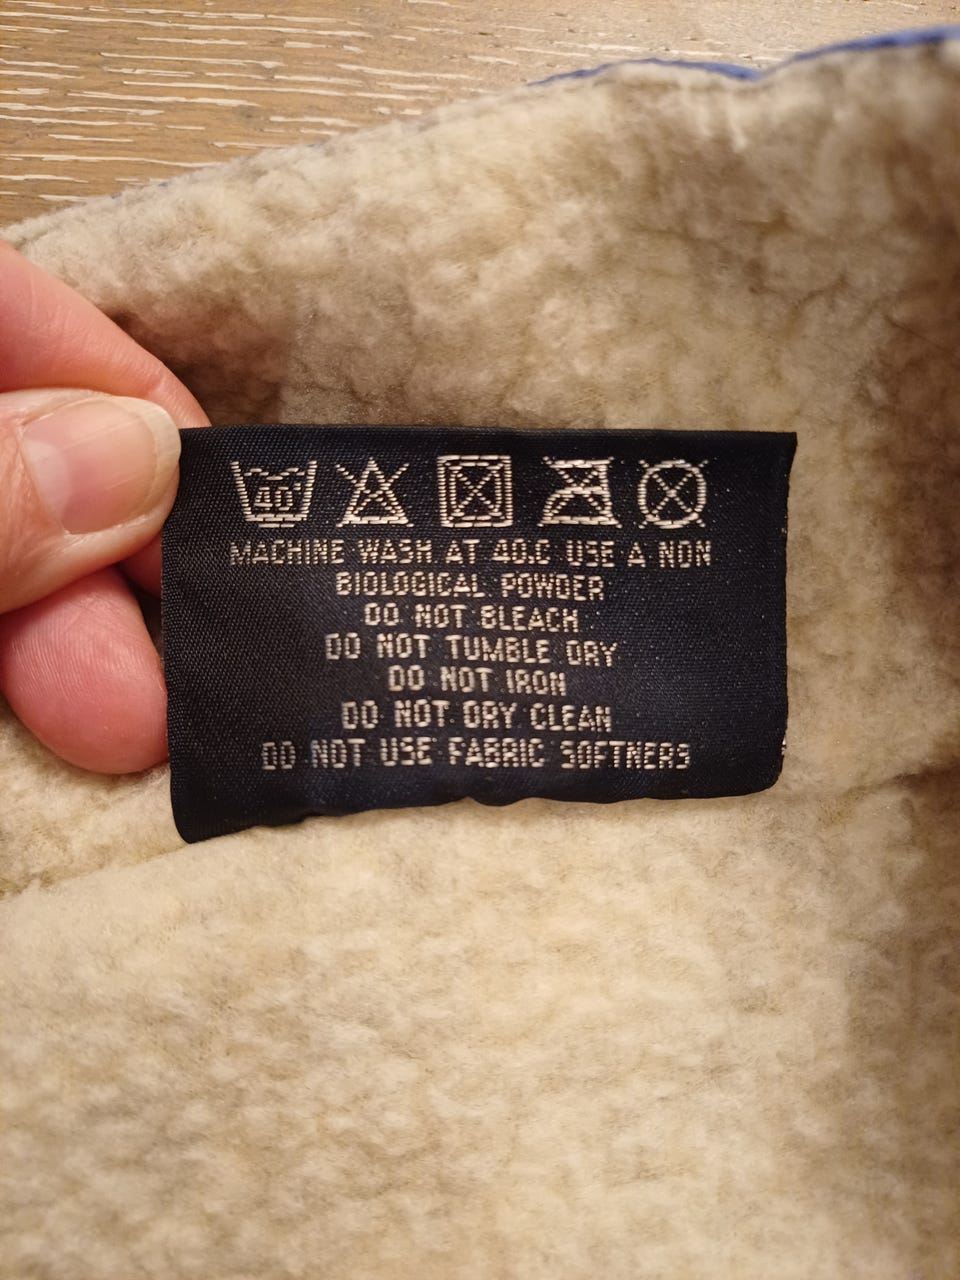 40°
MACHINE WASH AT 40.C USE A NON
BIOLOGICAL POWDER
DO NOT BLEACH
DO NOT TUMBLE DRY
DO NOT IRON
DO NOT DRY CLEAN
DO NOT USE FABRIC SOFTNERS